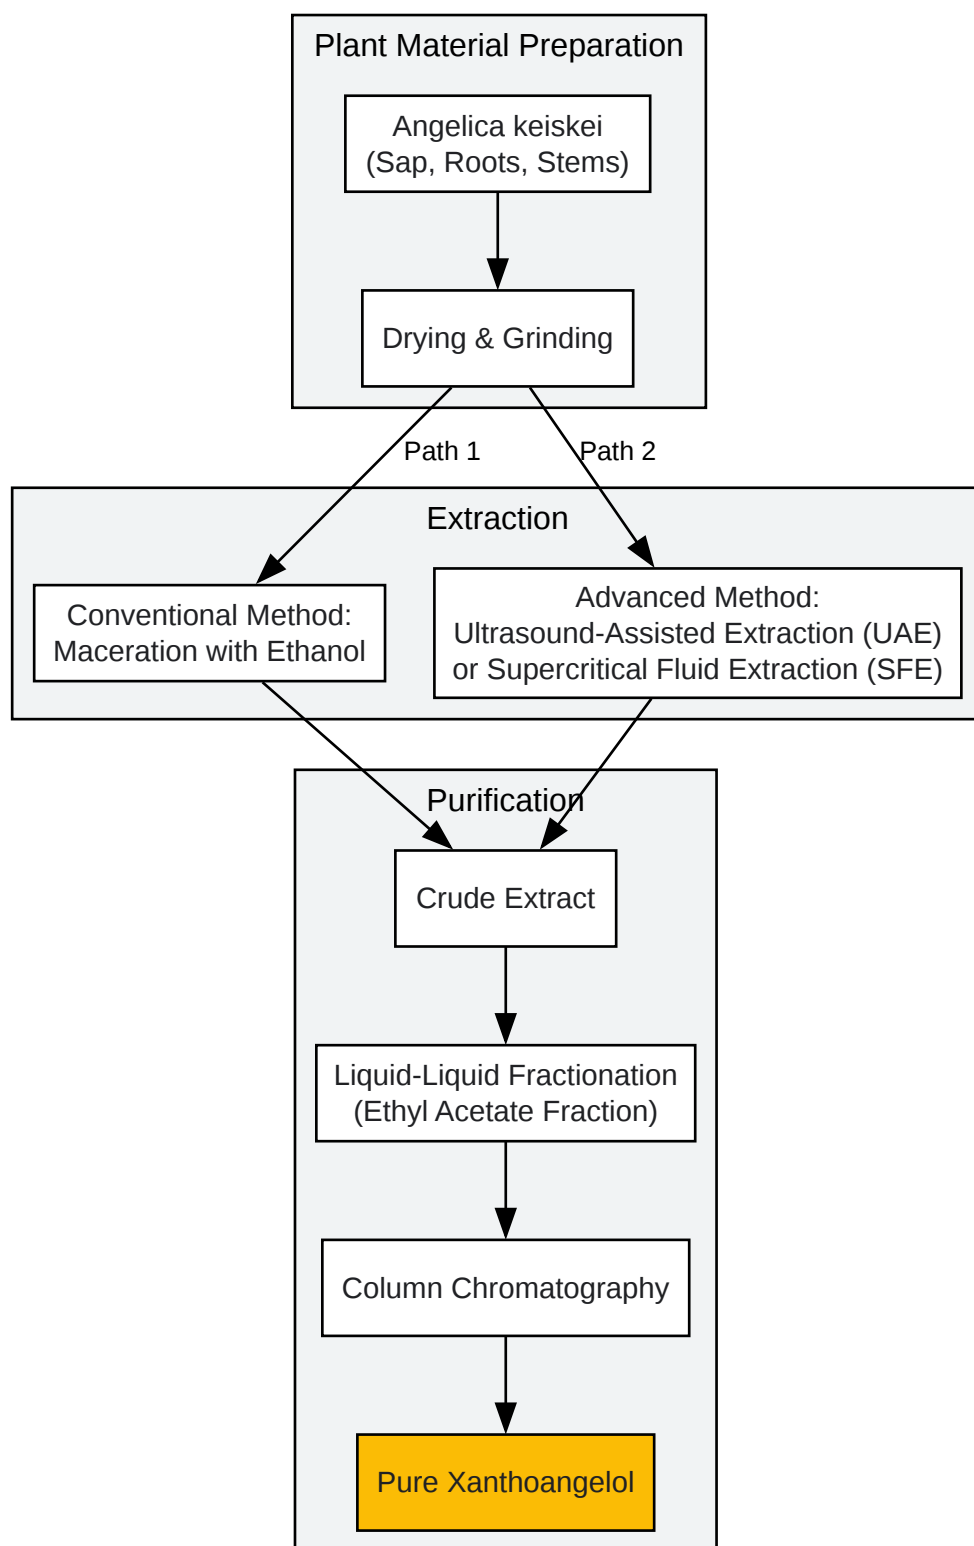 Plant Material Preparation
Angelica keiskei
(Sap, Roots, Stems)
Drying & Grinding
Path 1
Path 2
Extraction
Conventional Method:
Maceration with Ethanol
Advanced Method:
Ultrasound-Assisted Extraction (UAE)
or Supercritical Fluid Extraction (SFE)
Purification
Crude Extract
Liquid-Liquid Fractionation
(Ethyl Acetate Fraction)
Column Chromatography
Pure Xanthoangelol